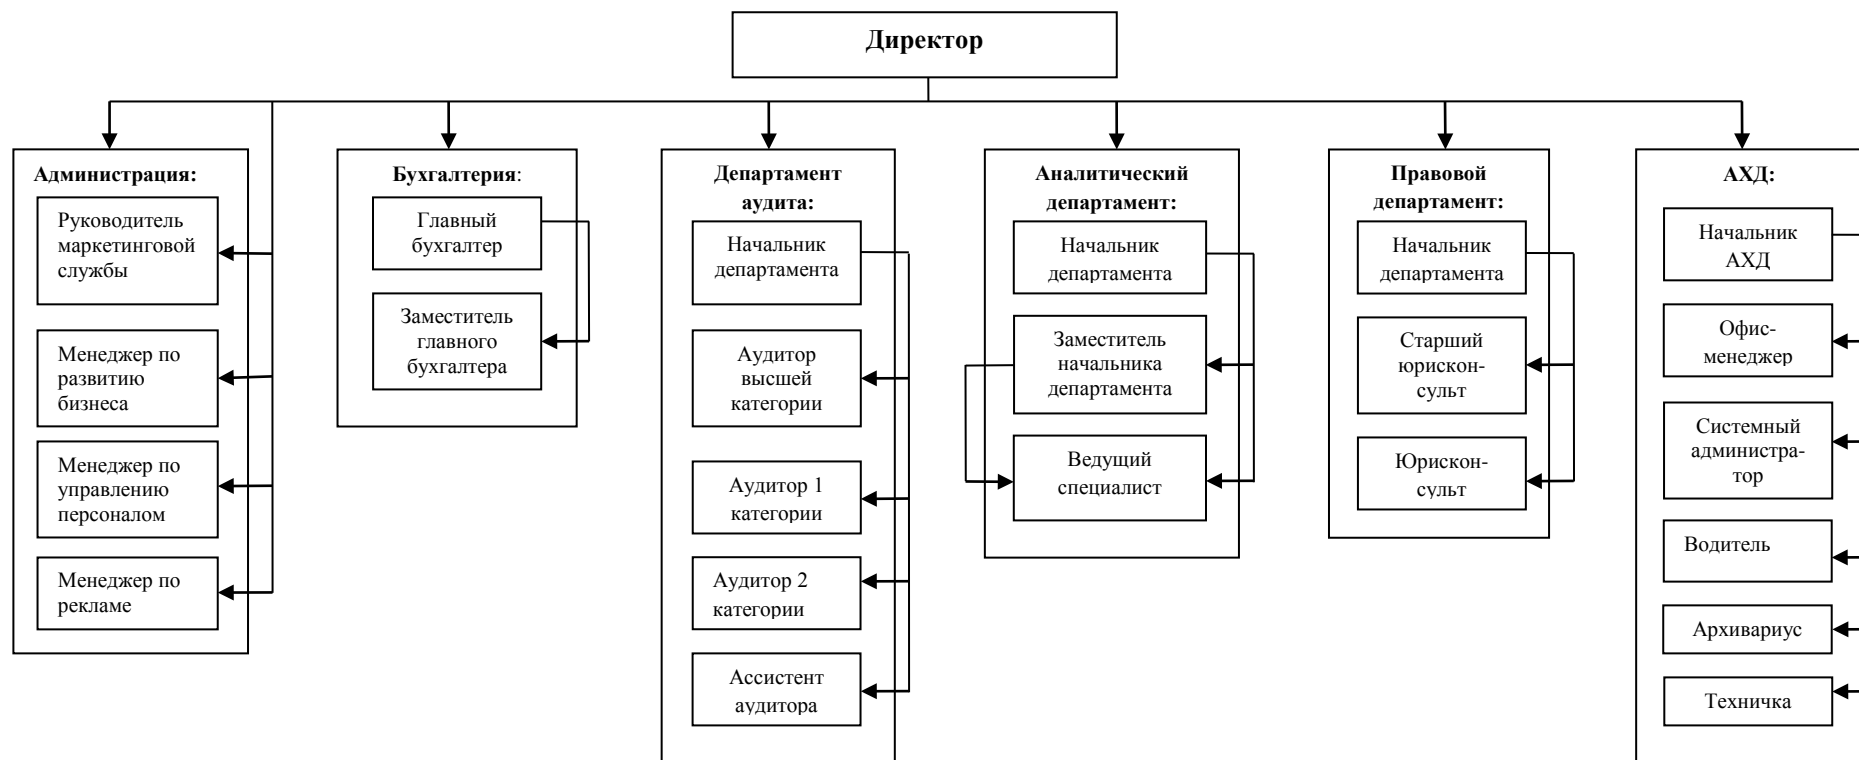 Директор
Администрация:
Руководитель
маркетинговой
службы
Менеджер по
развитию
бизнеса
Менеджер по
управлению
персоналом
Менеджер по
рекламе
Бухгалтерия:
Главный
бухгалтер
Заместитель
главного
бухгалтера
Департамент
аудита:
Начальник
департамента
Аудитор
высшей
категории
Аудитор 1
категории
Аудитор 2
категории
Ассистент
аудитора
Аналитический
департамент:
Начальник
департамента
Заместитель
начальника
департамента
Ведущий
специалист
Правовой
департамент:
Начальник
департамента
Старший
юрискон-
сульт
Юрискон-
сульт
АХД:
Начальник
АХД
Офис-
менеджер
Системный
администра-
тор
Водитель
Архивариус
Техничка